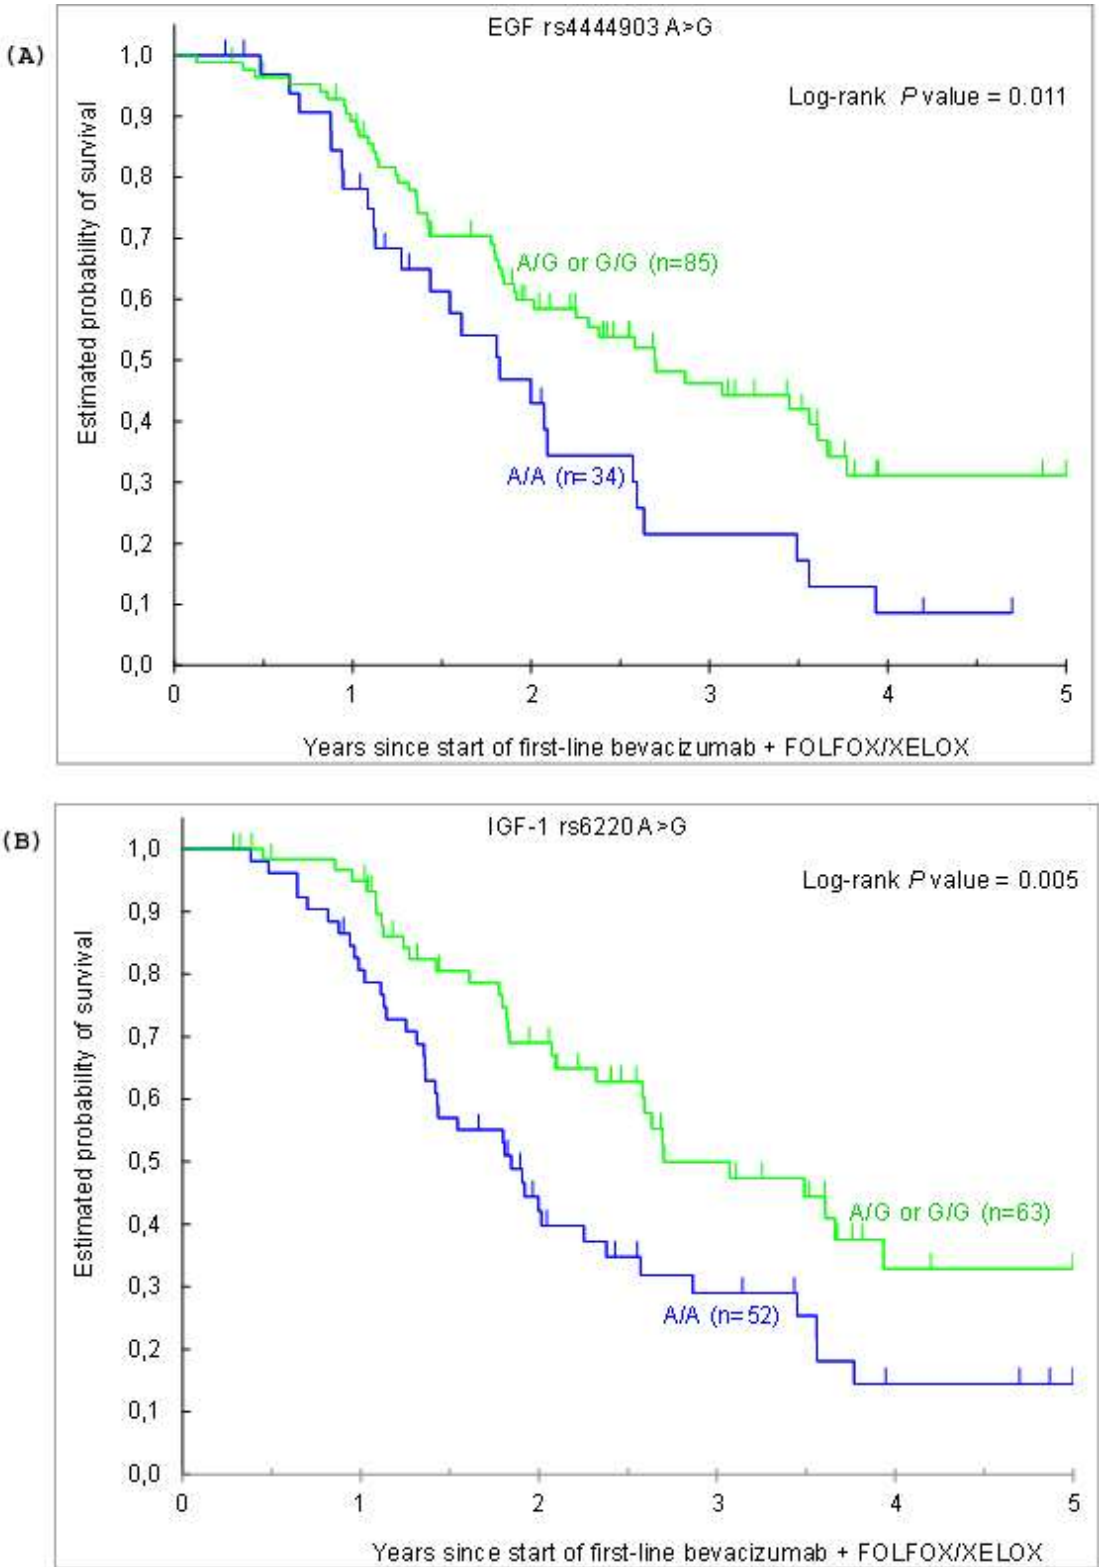 (A)
EGF rs4444903 A>G
Log-rank P value = 0.011
Estimated probability of survival
1,0
0,9
0,8
0,7
0,6
0,5
0,4
0,3
0,2
0,1
0,0
A/G or G/G (n=85)
A/A (n=34)
0 1 2 3 4 5
Years since start of first-line bevacizumab + FOLFOX/XELOX
(B)
IGF-1 rs6220 A>G
Log-rank P value = 0.005
Estimated probability of survival
1,0
0,9
0,8
0,7
0,6
0,5
0,4
0,3
0,2
0,1
0,0
A/G or G/G (n=63)
A/A (n=52)
0 1 2 3 4 5
Years since start of first-line bevacizumab + FOLFOX/XELOX